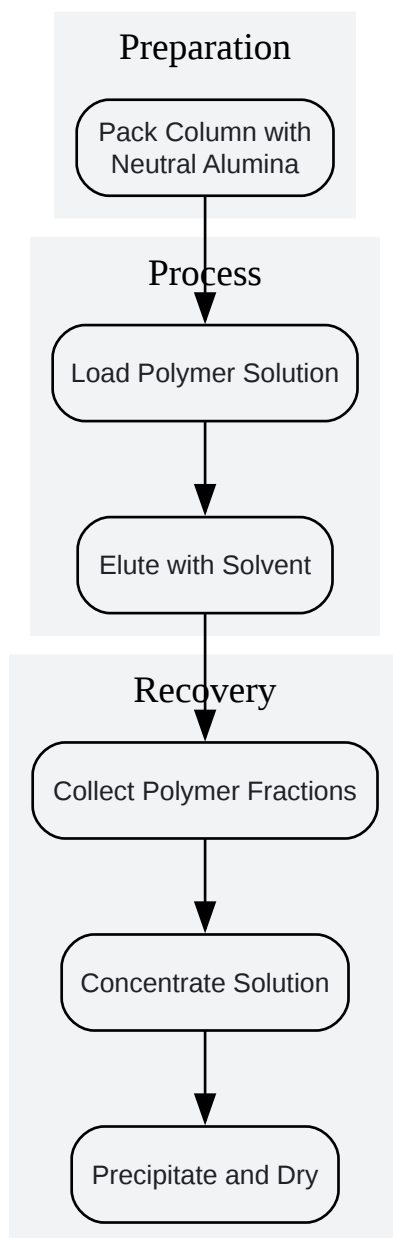 Preparation
Pack Column with
Neutral Alumina
Process
Load Polymer Solution
Elute with Solvent
Recovery
Collect Polymer Fractions
Concentrate Solution
Precipitate and Dry